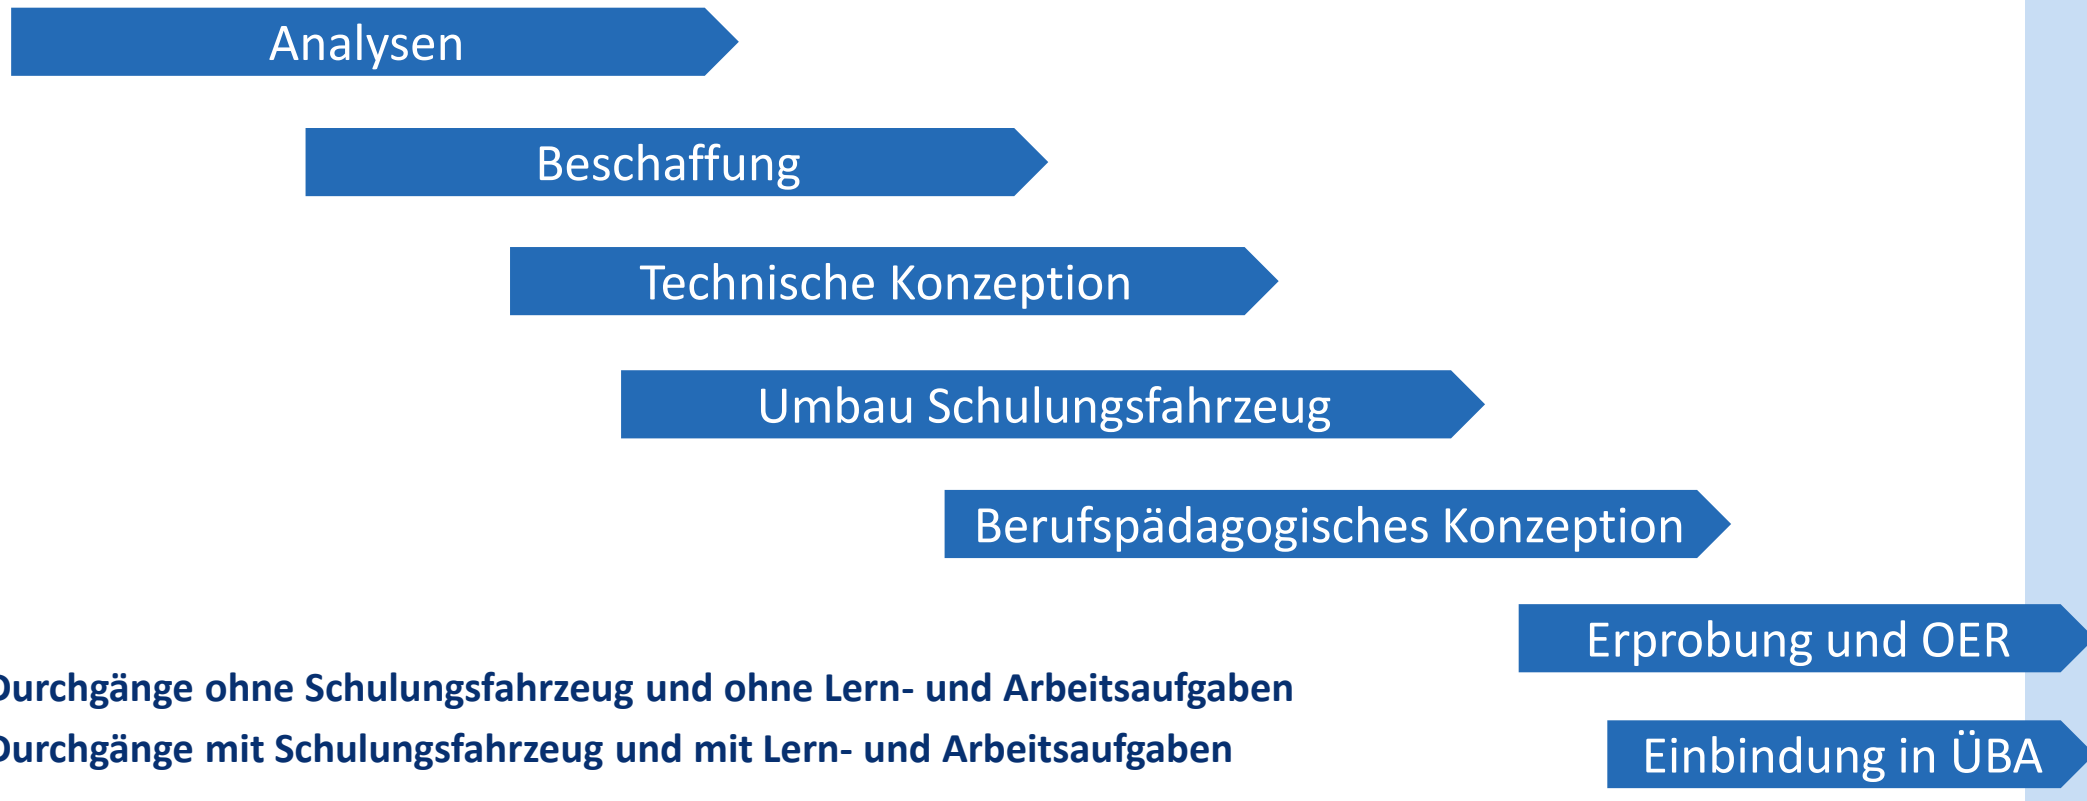 Analysen
Beschaffung
Technische Konzeption
Umbau Schulungsfahrzeug
Berufspädagogisches Konzeption
Erprobung und OER
Durchgänge ohne Schulungsfahrzeug und ohne Lern- und Arbeitsaufgaben
Durchgänge mit Schulungsfahrzeug und mit Lern- und Arbeitsaufgaben
Einbindung in ÜBA